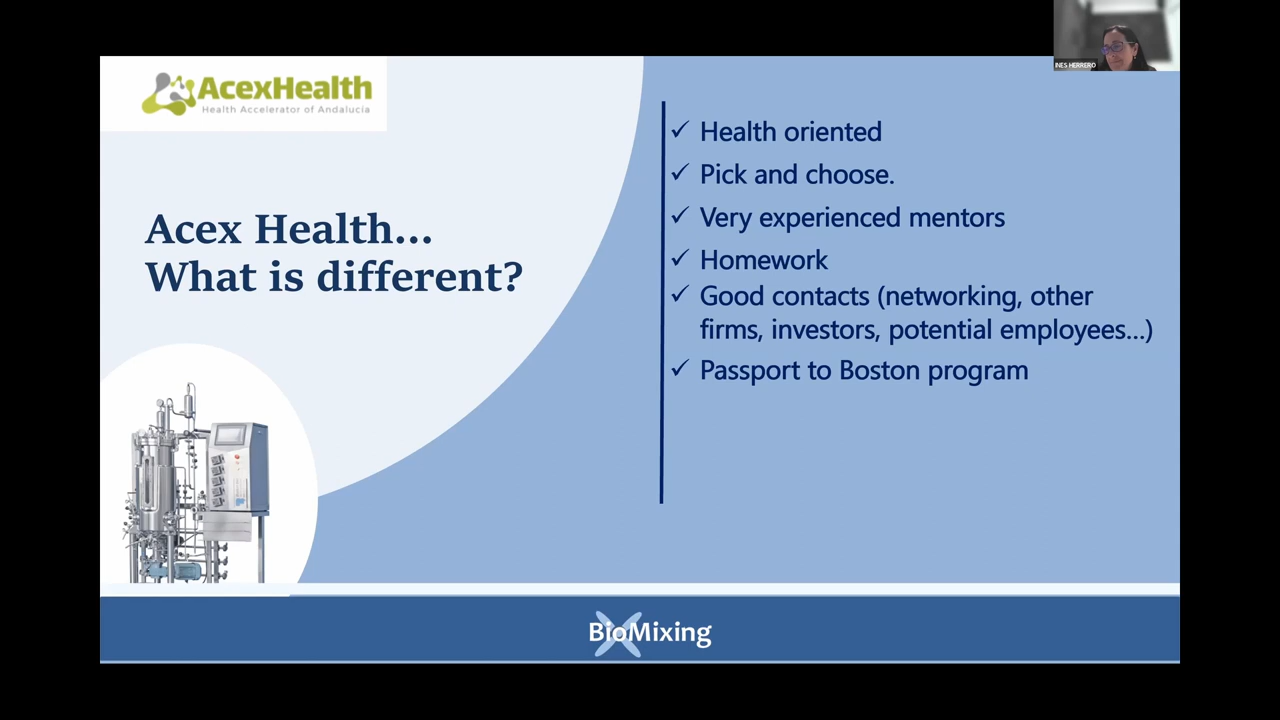 INES HERRERO
AcexHealth
Health Accelerator of Andalucía
Acex Health...
What is different?
✓ Health oriented
✓ Pick and choose.
✓ Very experienced mentors
✓ Homework
✓ Good contacts (networking, other
firms, investors, potential employees...)
✓ Passport to Boston program
BioMixing